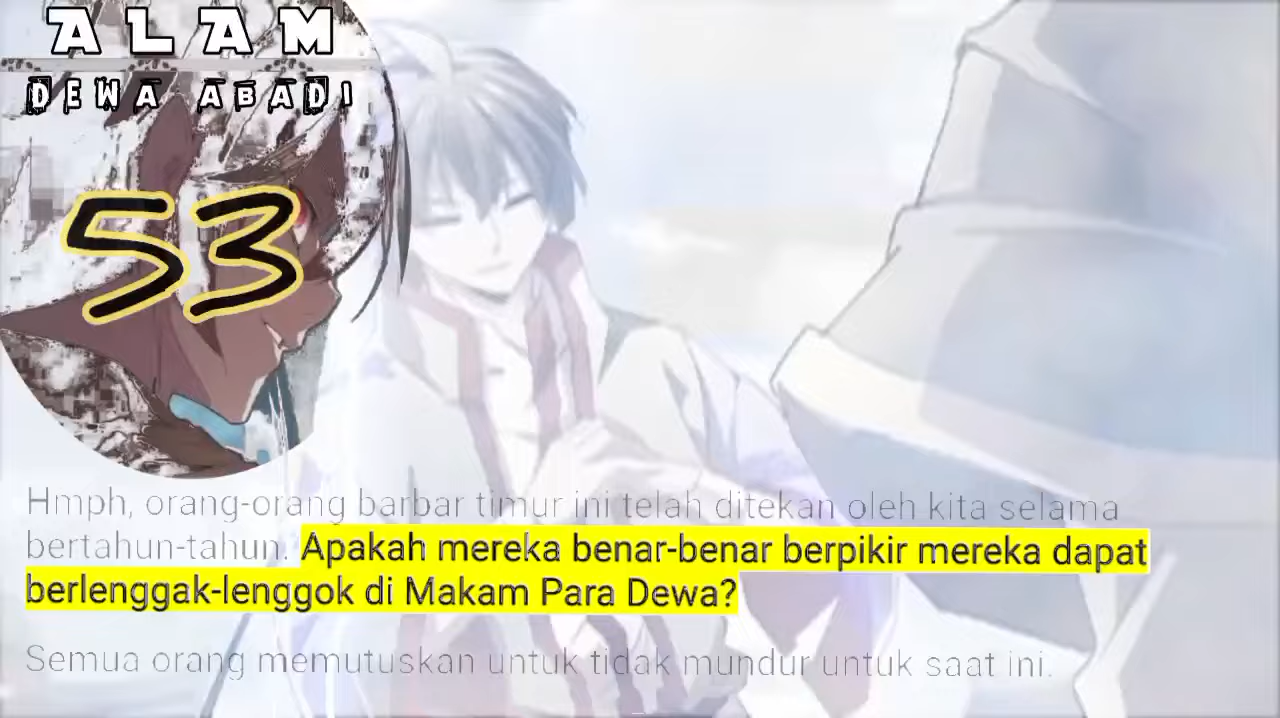 ALAM
DEWA ABADI
53
Hmph, orang-orang barbar timur ini telah ditekan oleh kita selama
bertahun-tahun. Apakah mereka benar-benar berpikir mereka dapat
berlenggak-lenggok di Makam Para Dewa?
Semua orang memutuskan untuk tidak mundur untuk saat ini.